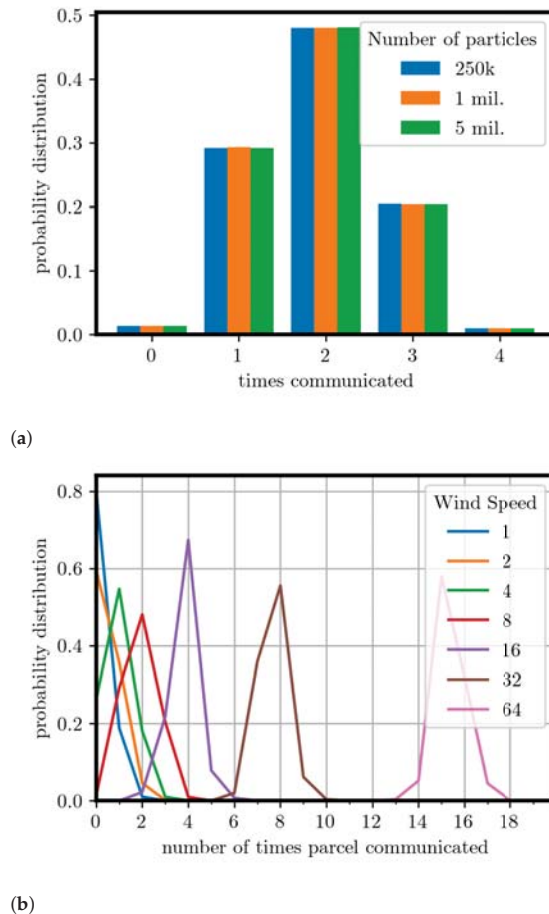 0.5
0.4
0.3
0.2
0.1
0.0
probability distribution
Number of particles
250k
1 mil.
5 mil.
0 1 2 3 4
times communicated
(a)
0.8
0.6
0.4
0.2
0.0
probability distribution
Wind Speed
1
2
4
8
16
32
64
0 2 4 6 8 10 12 14 16 18
number of times parcel communicated
(b)